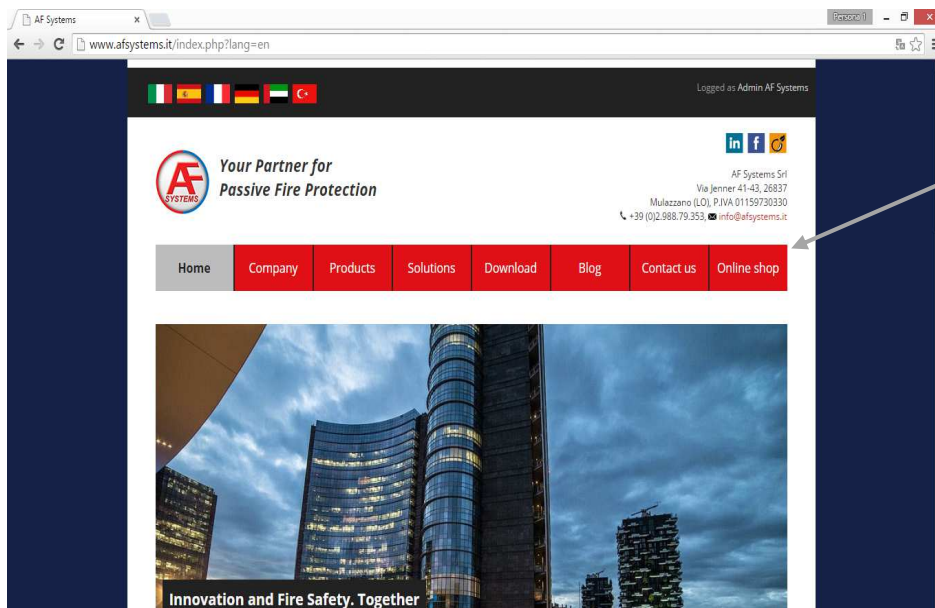 AF Systems
Persona 1
www.afsystems.it/index.php?lang=en
Logged as Admin AF Systems
AF
SYSTEMS
Your Partner for
Passive Fire Protection
in f
AF Systems Srl
Via Jenner 41-43, 26837
Mulazzano (LO), P.IVA 01159730330
+39 (0)2.988.79.353, info@afsystems.it
Home Company Products Solutions Download Blog Contact us Online shop
Innovation and Fire Safety. Together